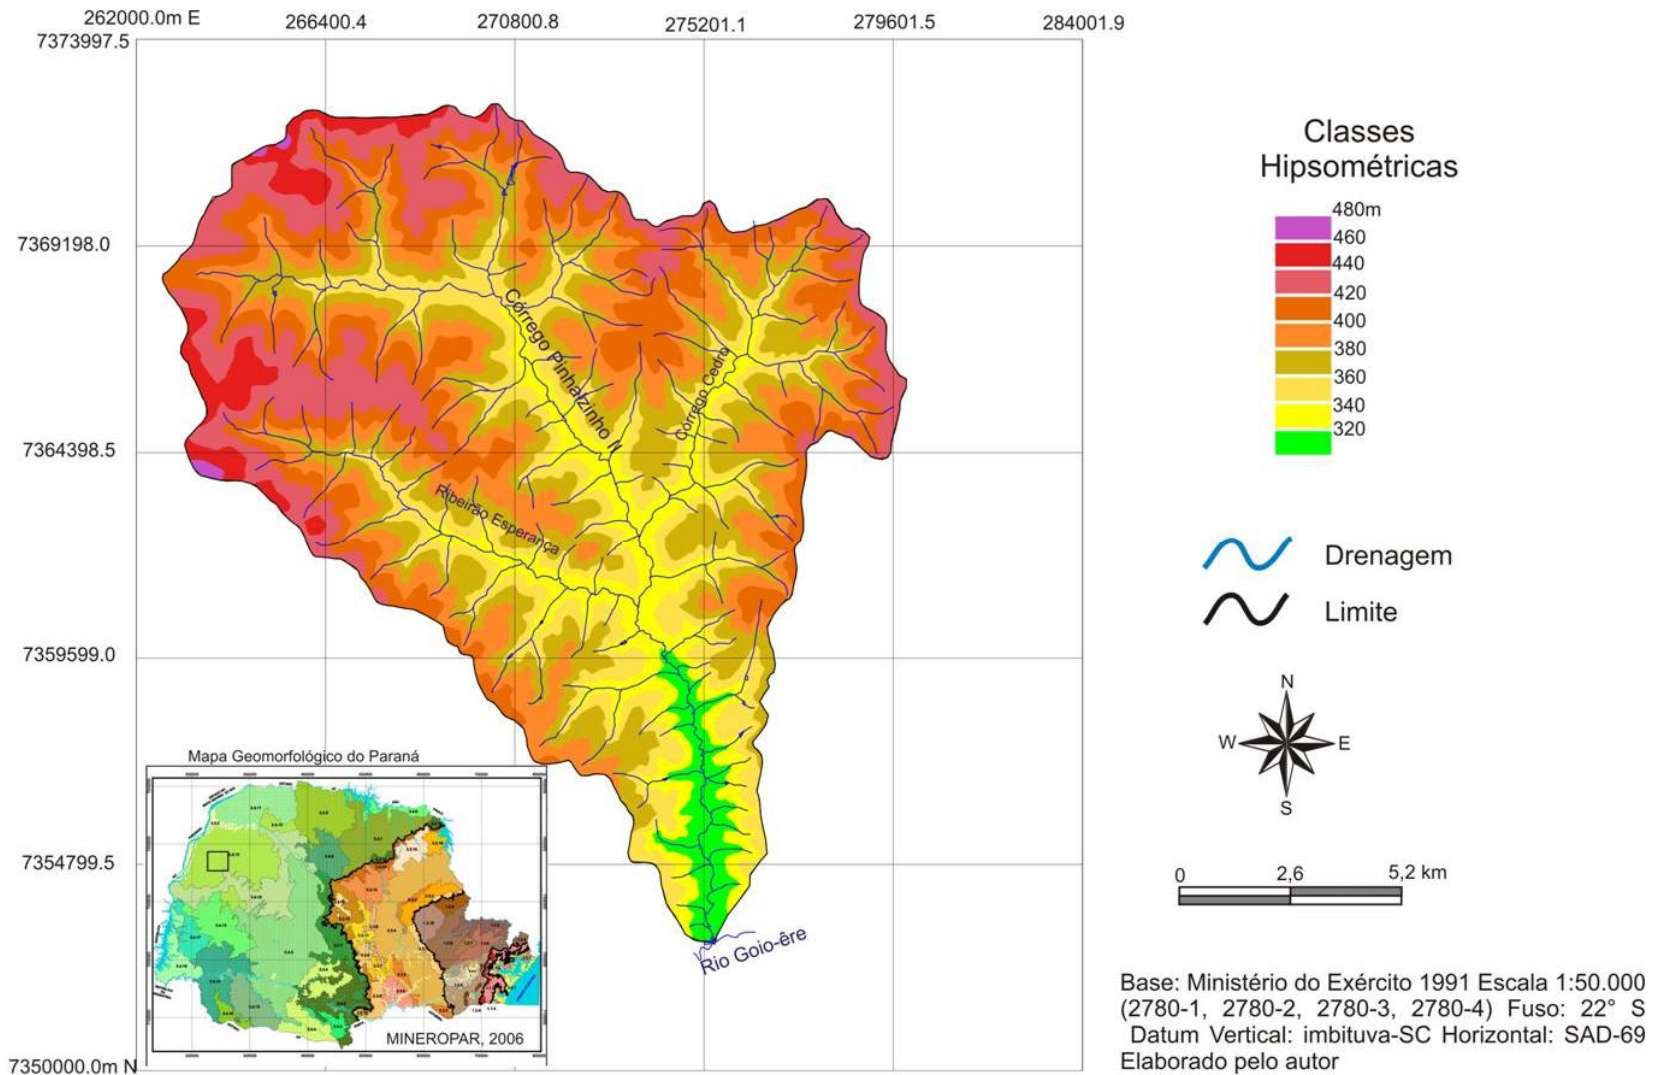 262000.0m E 266400.4 270800.8 275201.1 279601.5 284001.9
7373997.5
7369198.0
7364398.5
7359599.0
7354799.5
7350000.0m N
Córrego Pinhalzinho II
Córrego Cedro
Ribeirão Esperança
Rio Goio-êre
Mapa Geomorfológico do Paraná
MINEROPAR, 2006
Classes
Hipsométricas
480m
460
440
420
400
380
360
340
320
Drenagem
Limite
N
W E
S
0 2,6 5,2 km
Base: Ministério do Exército 1991 Escala 1:50.000
(2780-1, 2780-2, 2780-3, 2780-4) Fuso: 22° S
Datum Vertical: imbituva-SC Horizontal: SAD-69
Elaborado pelo autor